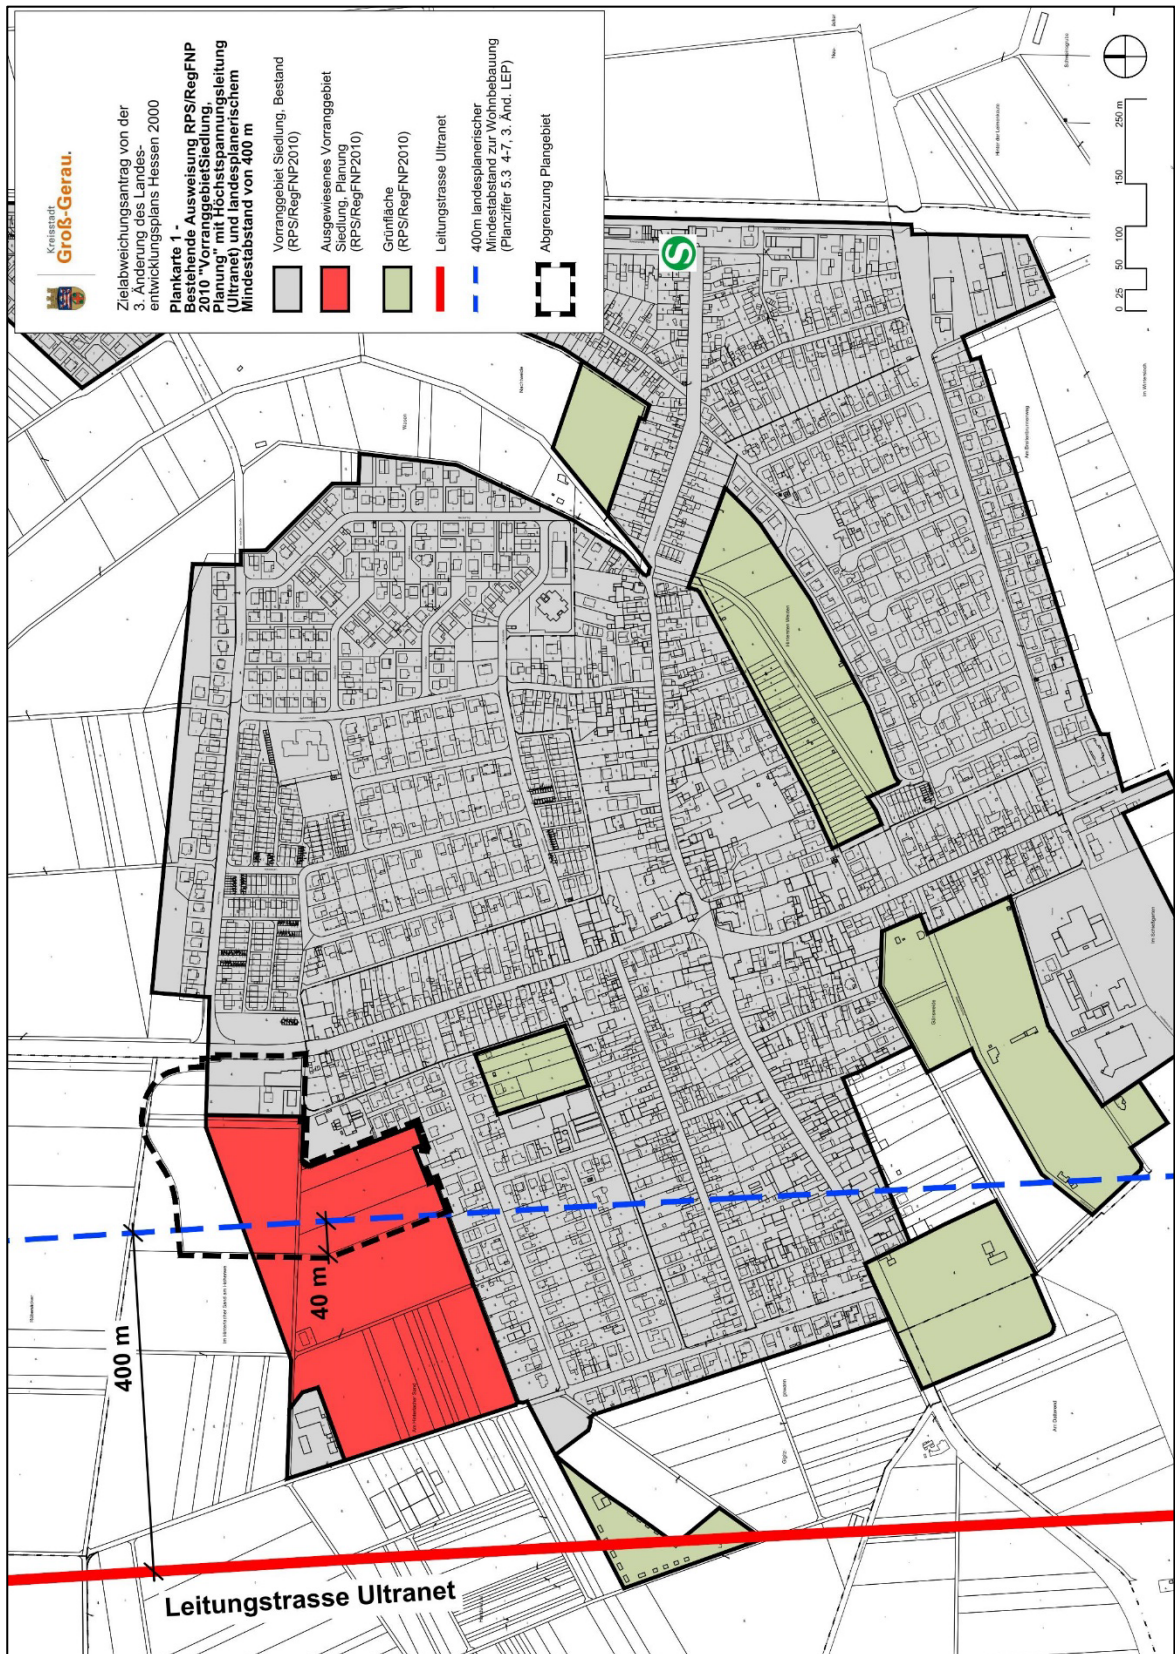 Kreisstadt
Groß-Gerau.
Zielabweichungsantrag von der
3. Änderung des Landes-
entwicklungsplans Hessen 2000
Plankarte 1 -
Bestehende Ausweisung RPS/RegFNP
2010 "VorranggebietSiedlung,
Planung" mit Höchstspannungsleitung
(Ultranet) und landesplanerischem
Mindestabstand von 400 m
Vorranggebiet Siedlung, Bestand
(RPS/RegFNP2010)
Ausgewiesenes Vorranggebiet
Siedlung, Planung
(RPS/RegFNP2010)
Grünfläche
(RPS/RegFNP2010)
Leitungstrasse Ultranet
400m landesplanerischer
Mindestabstand zur Wohnbebauung
(Planziffer 5.3 4-7, 3. Änd. LEP)
Abgrenzung Plangebiet
0 25 50 100 150 250 m
S
400 m
40 m
Leitungstrasse Ultranet